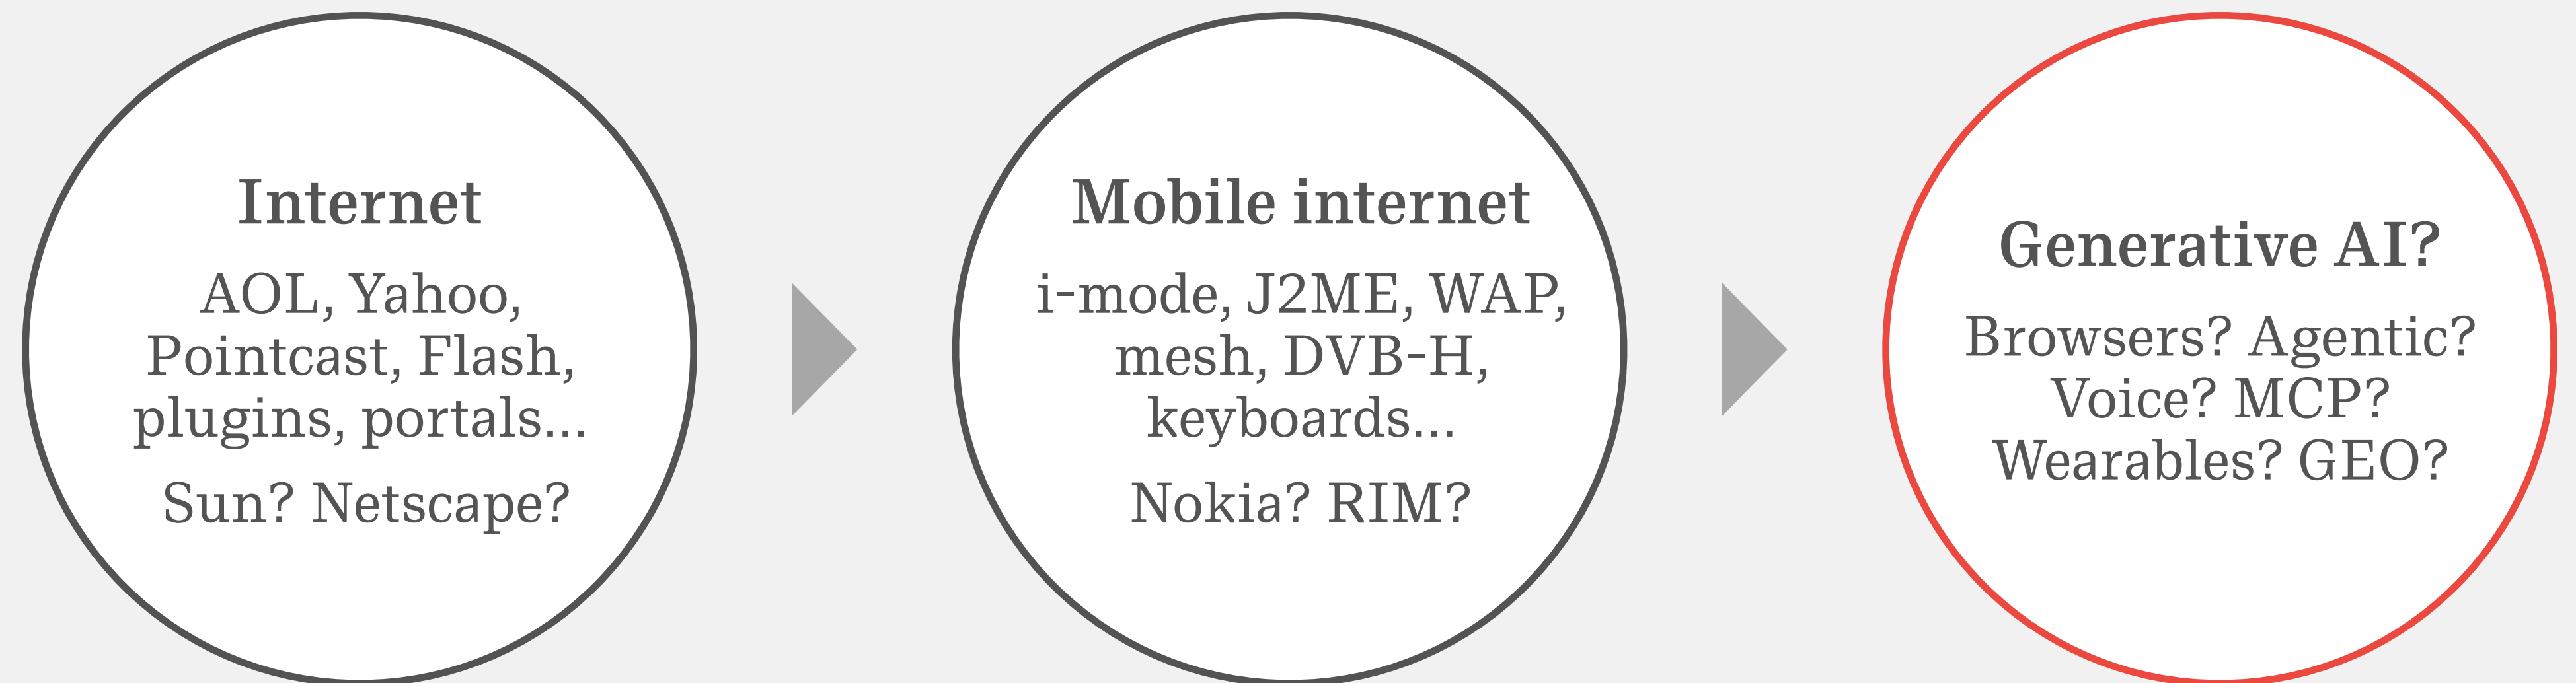 Internet
AOL, Yahoo,
Pointcast, Flash,
plugins, portals...
Sun? Netscape?
Mobile internet
i-mode, J2ME, WAP,
mesh, DVB-H,
keyboards...
Nokia? RIM?
Generative AI?
Browsers? Agentic?
Voice? MCP?
Wearables? GEO?